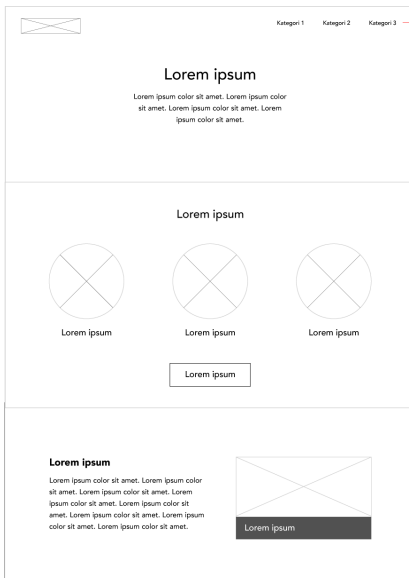 Kategori 1 Kategori 2 Kategori 3
Lorem ipsum
Lorem ipsum color sit amet. Lorem ipsum color
sit amet. Lorem ipsum color sit amet. Lorem
ipsum color sit amet.
Lorem ipsum
Lorem ipsum Lorem ipsum Lorem ipsum
Lorem ipsum
Lorem ipsum
Lorem ipsum color sit amet. Lorem ipsum color
sit amet. Lorem ipsum color sit amet. Lorem
ipsum color sit amet. Lorem ipsum color sit
amet. Lorem ipsum color sit amet. Lorem ipsum
color sit amet. Lorem ipsum color sit amet.
Lorem ipsum